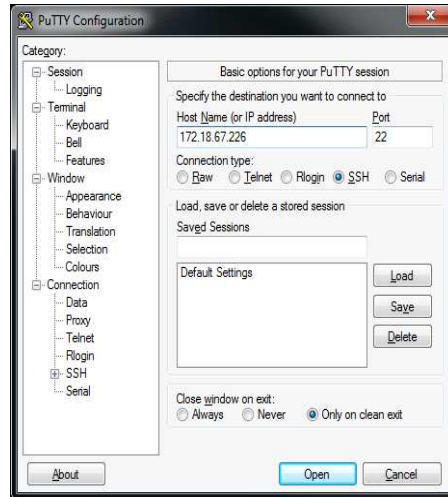 PuTTY Configuration
Category:
Session
Logging
Terminal
Keyboard
Bell
Features
Window
Appearance
Behaviour
Translation
Selection
Colours
Connection
Data
Proxy
Telnet
Rlogin
SSH
Serial
Basic options for your PuTTY session
Specify the destination you want to connect to
Host Name (or IP address) Port
172.18.67.226 22
Connection type:
Raw Telnet Rlogin SSH Serial
Load, save or delete a stored session
Saved Sessions
Default Settings
Load
Save
Delete
Close window on exit:
Always Never Only on clean exit
About Open Cancel